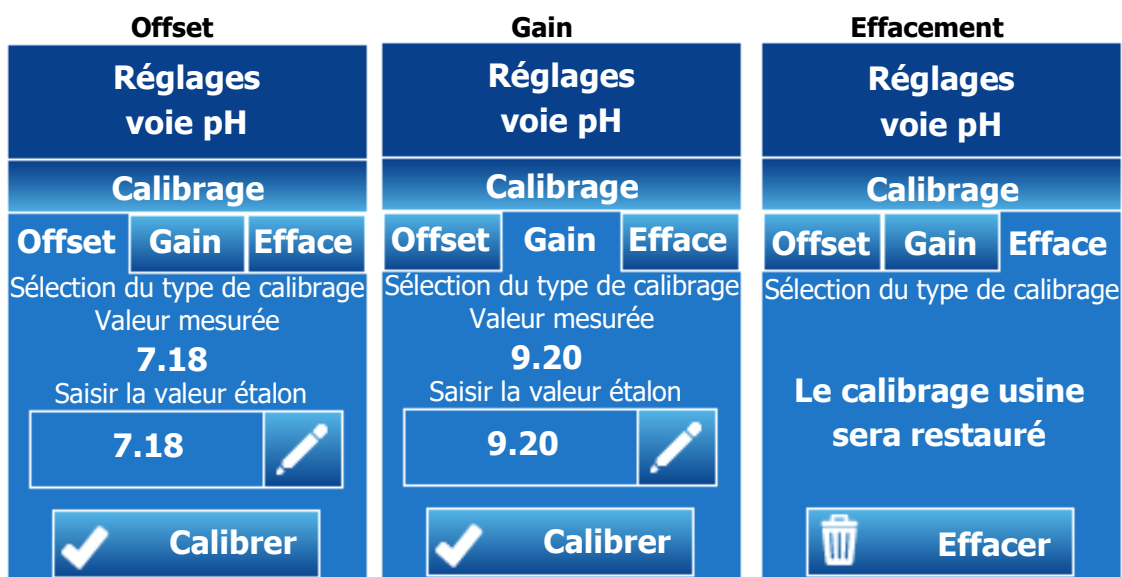 Offset
Réglages
voie pH
Calibrage
Offset Gain Efface
Sélection du type de calibrage
Valeur mesurée
7.18
Saisir la valeur étalon
7.18
Calibrer
Gain
Réglages
voie pH
Calibrage
Offset Gain Efface
Sélection du type de calibrage
Valeur mesurée
9.20
Saisir la valeur étalon
9.20
Calibrer
Effacement
Réglages
voie pH
Calibrage
Offset Gain Efface
Sélection du type de calibrage
Le calibrage usine
sera restauré
Effacer